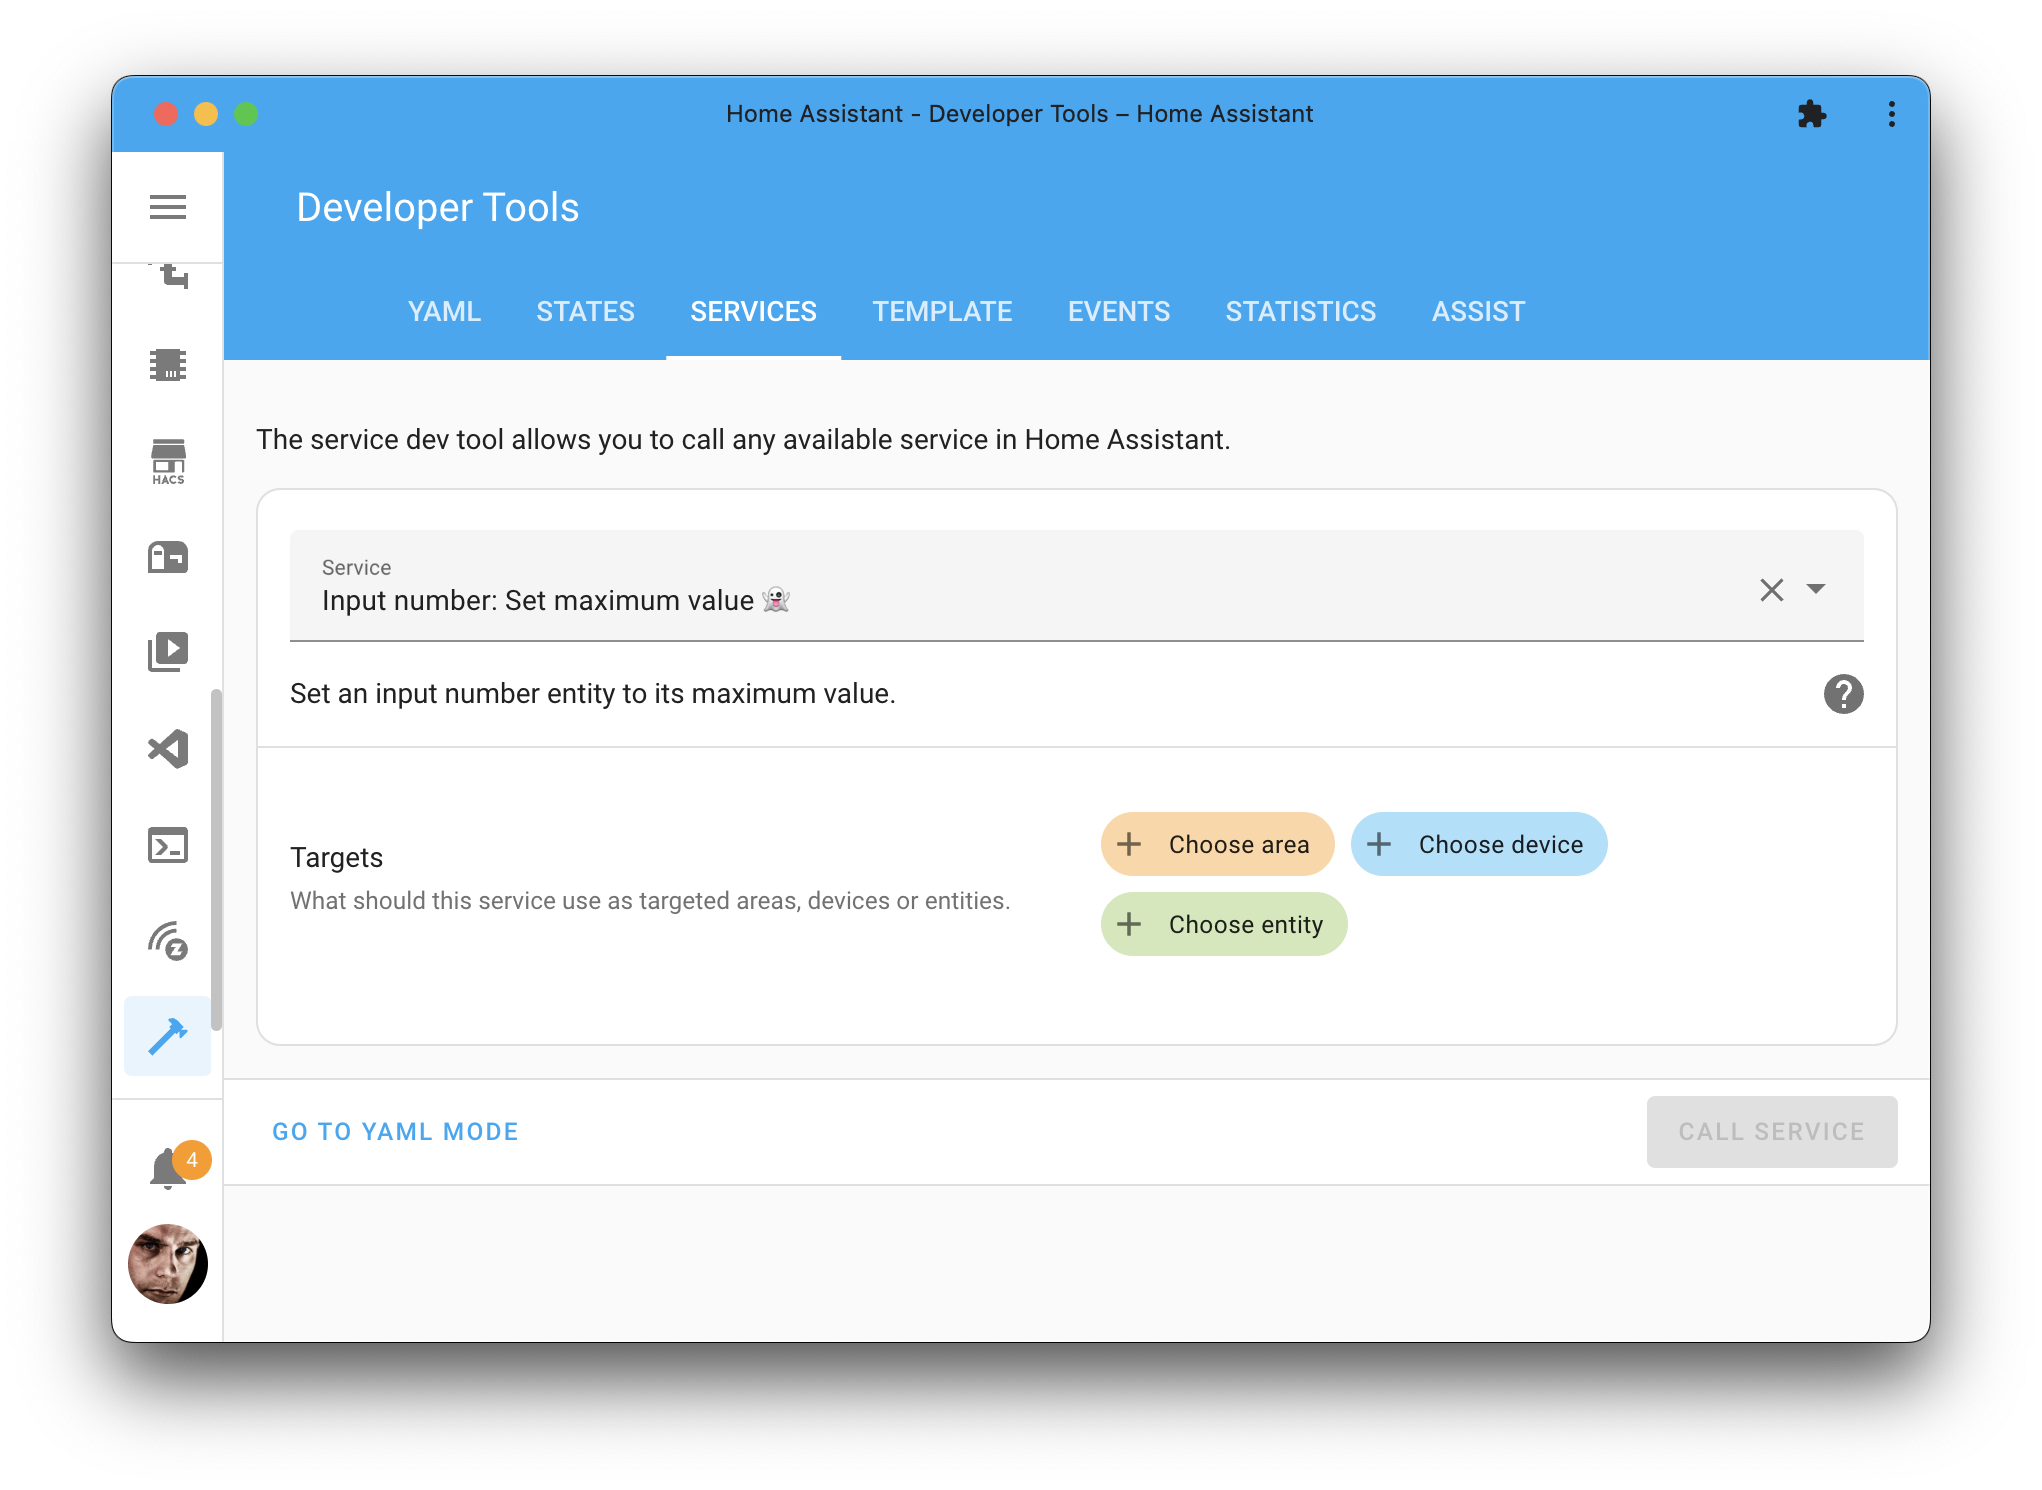 Home Assistant - Developer Tools – Home Assistant
Developer Tools
YAML STATES SERVICES TEMPLATE EVENTS STATISTICS ASSIST
The service dev tool allows you to call any available service in Home Assistant.
HACS
Service
Input number: Set maximum value 👻
Set an input number entity to its maximum value.
Targets
What should this service use as targeted areas, devices or entities.
Choose area
Choose device
Choose entity
GO TO YAML MODE
CALL SERVICE
4